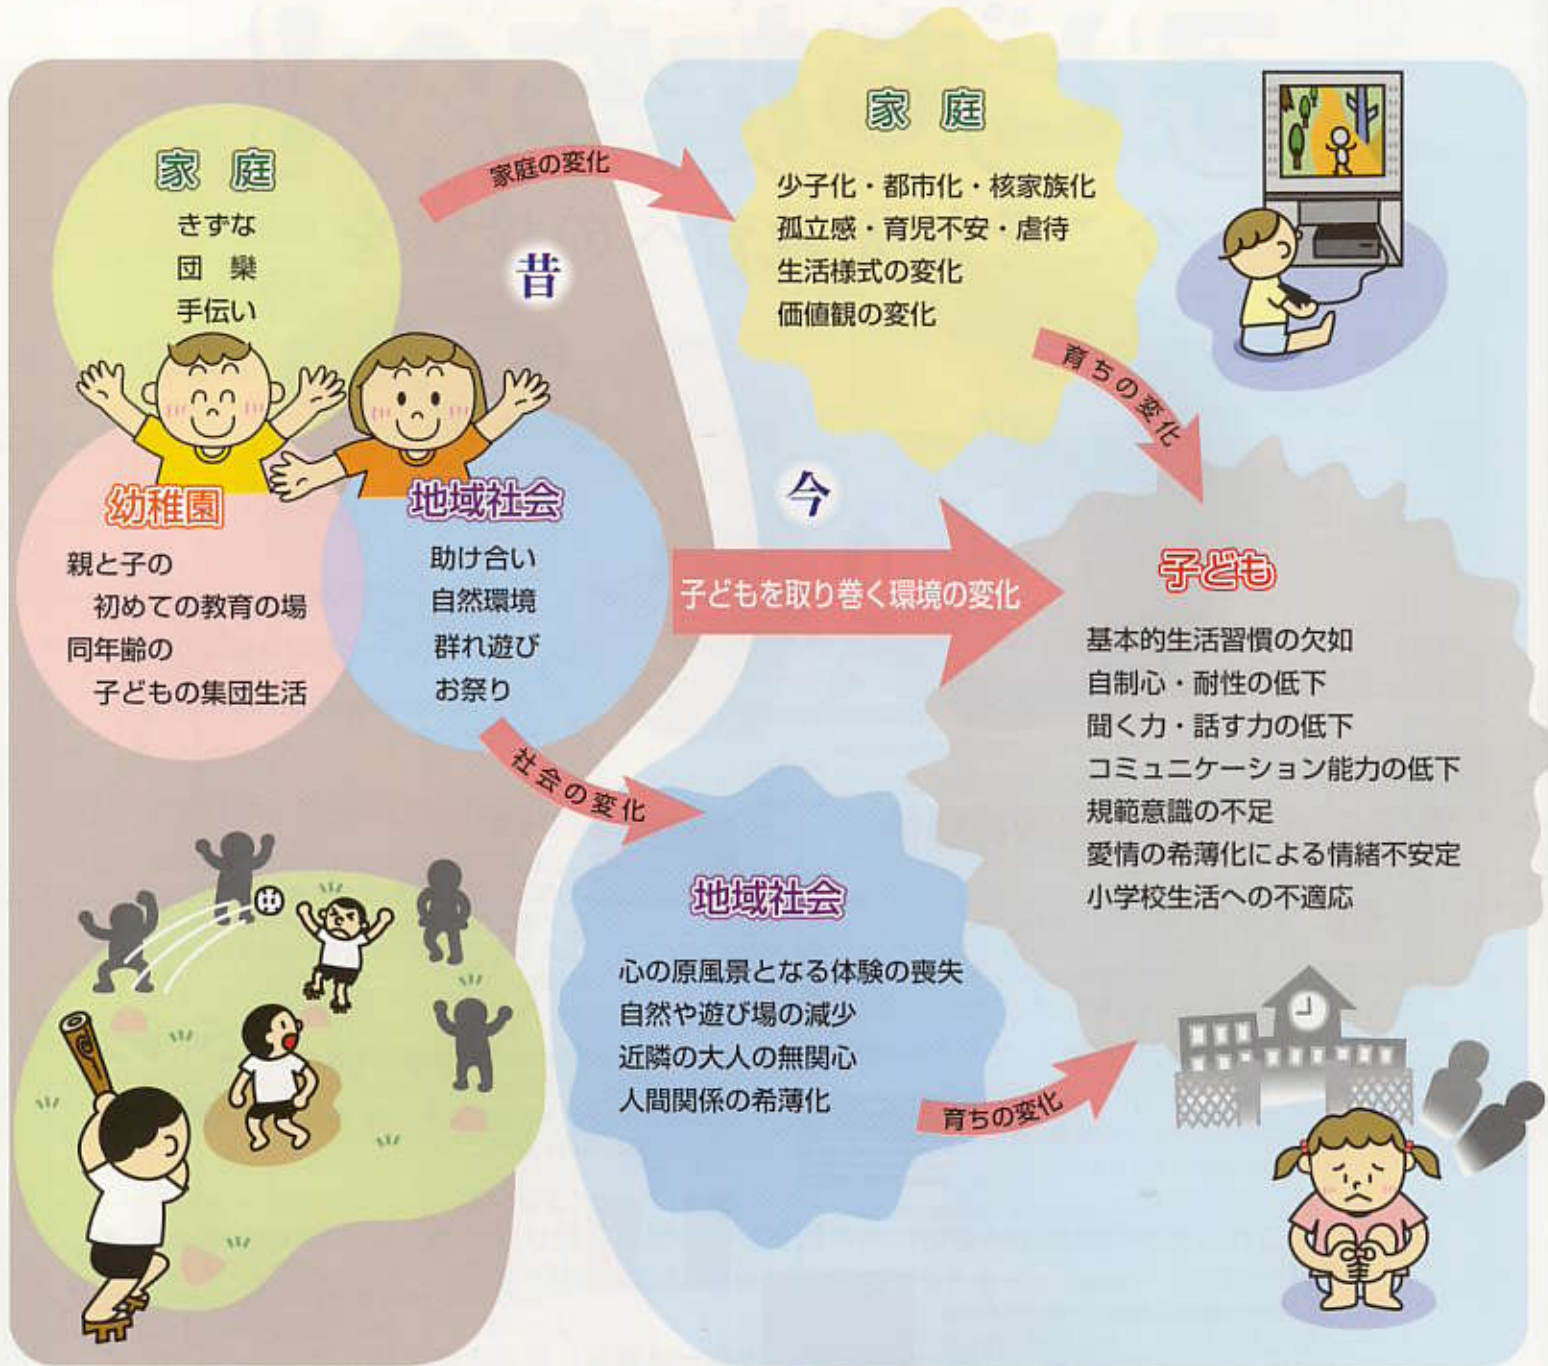 昔
家 庭
きずな
団 欒
手伝い
幼稚園
親と子の
初めての教育の場
同年齢の
子どもの集団生活
地域社会
助け合い
自然環境
群れ遊び
お祭り
家庭の変化
子どもを取り巻く環境の変化
社会の変化
今
家 庭
少子化・都市化・核家族化
孤立感・育児不安・虐待
生活様式の変化
価値観の変化
育ちの変化
地域社会
心の原風景となる体験の喪失
自然や遊び場の減少
近隣の大人の無関心
人間関係の希薄化
育ちの変化
子ども
基本的生活習慣の欠如
自制心・耐性の低下
聞く力・話す力の低下
コミュニケーション能力の低下
規範意識の不足
愛情の希薄化による情緒不安定
小学校生活への不適応